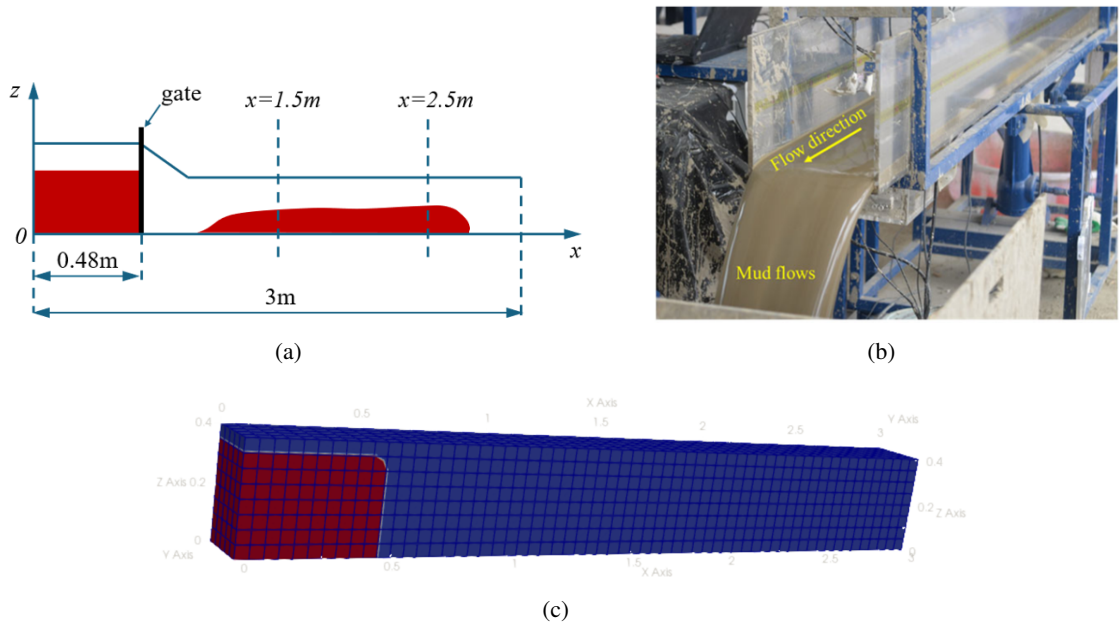 z
gate
x=1.5m
x=2.5m
0
x
0.48m
3m
(a)
Flow direction
Mud flows
(b)
0
0.4
0.5
1
X Axis
1.5
2
2.5
Y Axis
3
0.4
Z Axis 0.2
0.2
Z Axis
0
Y Axis
0
0
0.5
1
1.5
X Axis
2
2.5
3
0
(c)